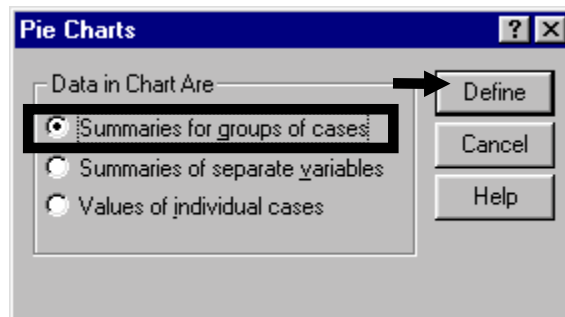 Pie Charts
Data in Chart Are
Summaries for groups of cases
Summaries of separate variables
Values of individual cases
Define
Cancel
Help